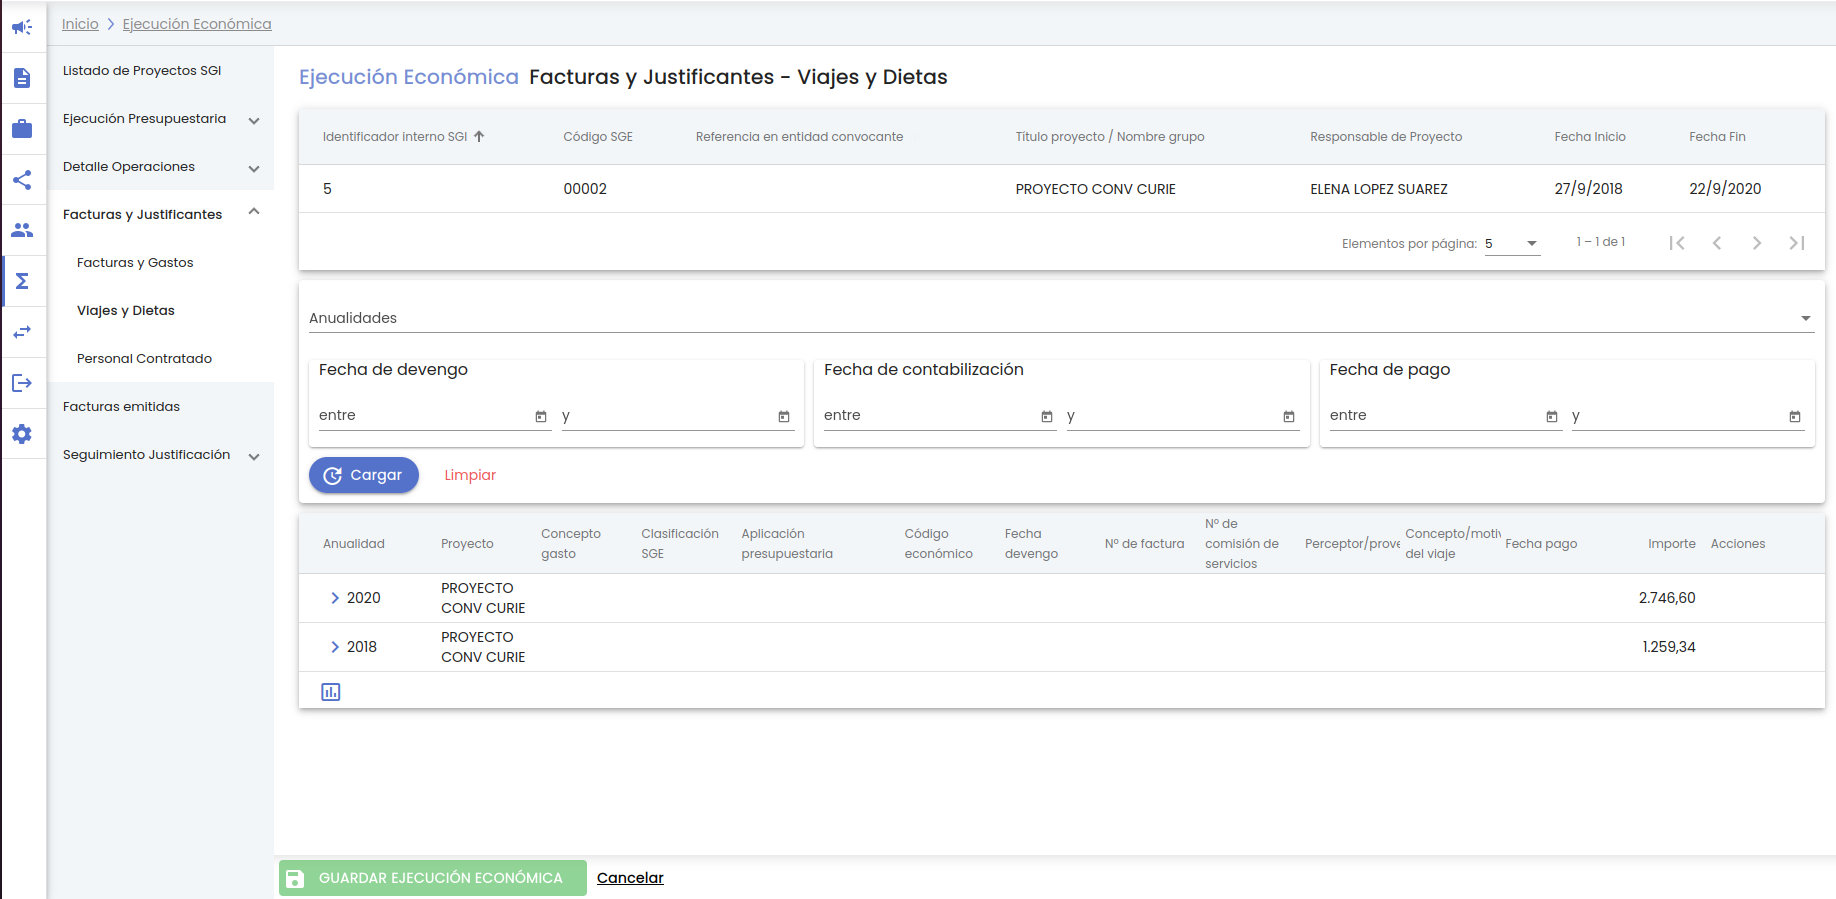 Inicio > Ejecución Económica
Listado de Proyectos SGI
Ejecución Presupuestaria
Detalle Operaciones
Facturas y Justificantes
Facturas y Gastos
Viajes y Dietas
Personal Contratado
Facturas emitidas
Seguimiento Justificación
Ejecución Económica Facturas y Justificantes - Viajes y Dietas
Identificador interno SGI Código SGE Referencia en entidad convocante Título proyecto / Nombre grupo Responsable de Proyecto Fecha Inicio Fecha Fin
5 00002 PROYECTO CONV CURIE ELENA LOPEZ SUAREZ 27/9/2018 22/9/2020
Elementos por página: 5 1 – 1 de 1
Anualidades
Fecha de devengo Fecha de contabilización Fecha de pago
entre y entre y entre y
Cargar Limpiar
Anualidad
Proyecto
Concepto
gasto
Clasificación
SGE
Aplicación
presupuestaria
Código
económico
Fecha
devengo
Nº de factura
Nº de
comisión de
servicios
Perceptor/prove
Concepto/moti
del viaje
Fecha pago
Importe
Acciones
2020
PROYECTO
CONV CURIE
2.746,60
2018
PROYECTO
CONV CURIE
1.259,34
GUARDAR EJECUCIÓN ECONÓMICA Cancelar